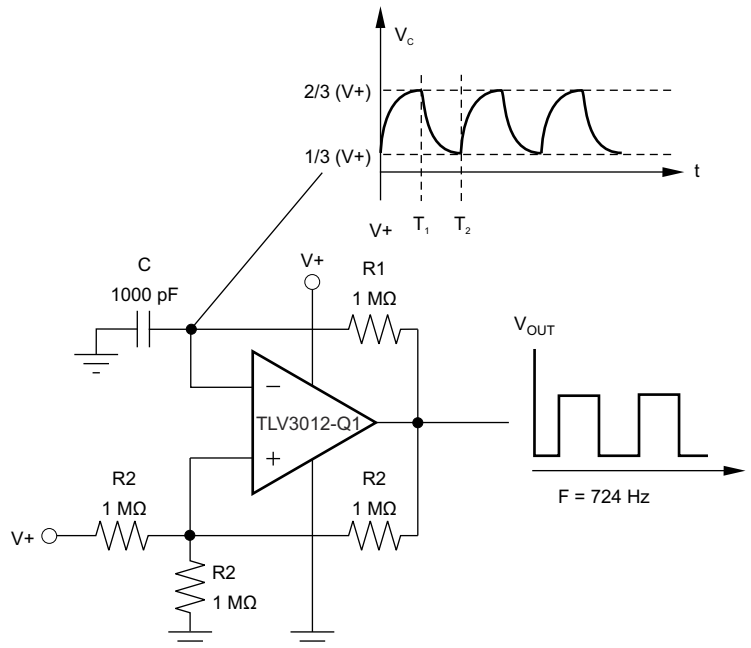 V_C
2/3 (V+)
1/3 (V+)
t
V+ T_1 T_2
C
1000 pF
V+
R1
1 MΩ
V_OUT
TLV3012-Q1
−
+
F = 724 Hz
R2
1 MΩ
R2
1 MΩ
V+
R2
1 MΩ